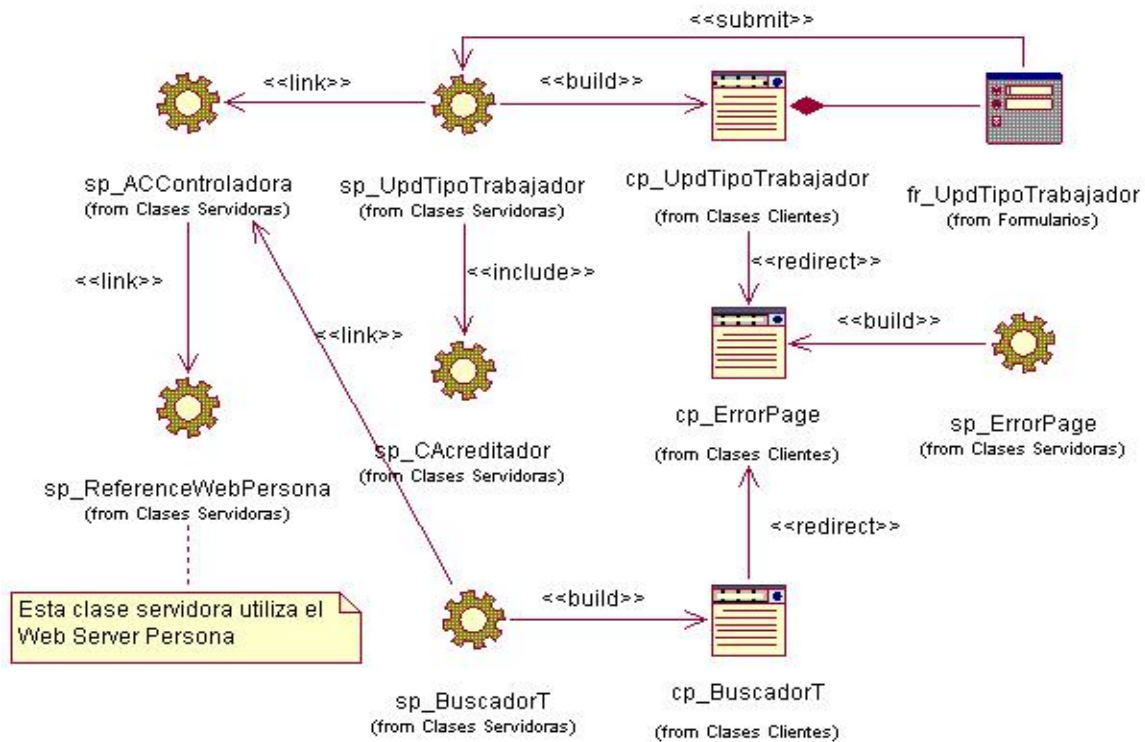 <<submit>>
<<link>>
<<build>>
sp_ACControladora
(from Clases Servidoras)
sp_UpdTipoTrabajador
(from Clases Servidoras)
cp_UpdTipoTrabajador
(from Clases Clientes)
fr_UpdTipoTrabajador
(from Formularios)
<<link>>
<<include>>
<<redirect>>
<<link>>
<<build>>
sp_ReferenceWebPersona
(from Clases Servidoras)
sp_CAcreditador
(from Clases Servidoras)
cp_ErrorPage
(from Clases Clientes)
sp_ErrorPage
(from Clases Servidoras)
<<redirect>>
Esta clase servidora utiliza el
Web Server Persona
<<build>>
sp_BuscadorT
(from Clases Servidoras)
cp_BuscadorT
(from Clases Clientes)